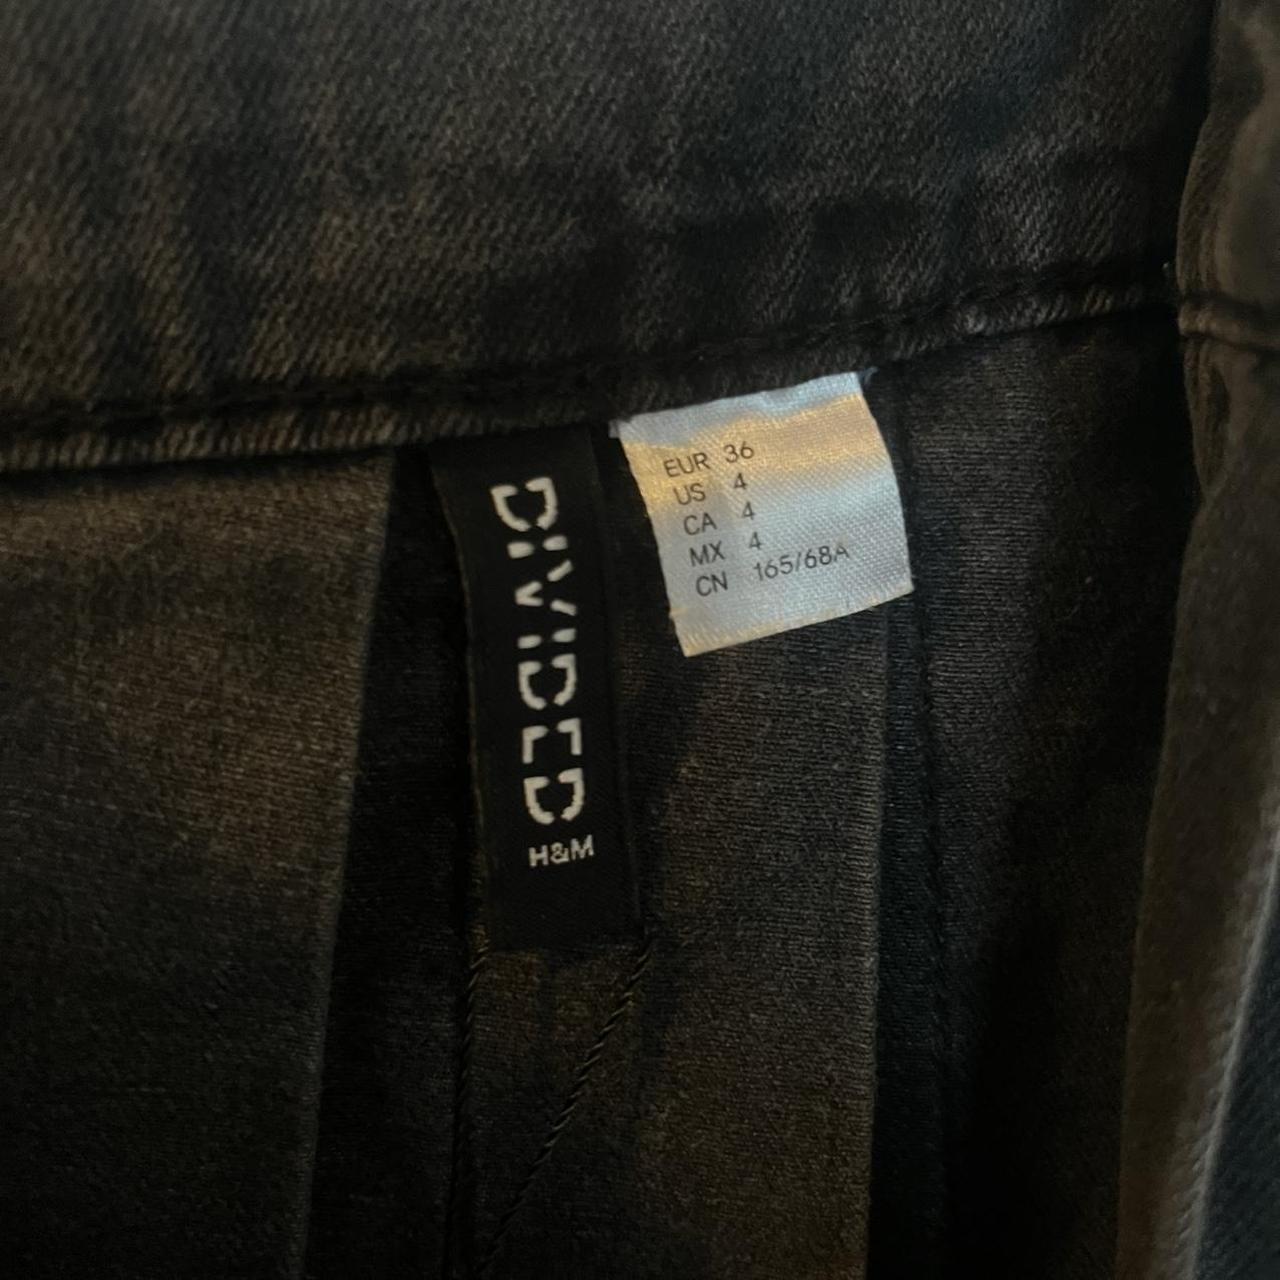 DIVIDED
H&M
EUR 36
US 4
CA 4
MX 4
CN 165/68A